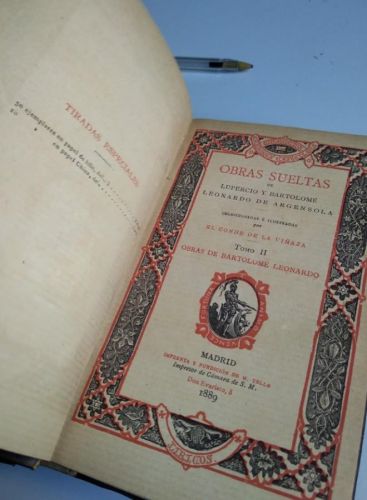 TIRADAS ESPECIALES
50 ejemplares en papel de hilo, del
en papel China, del
OBRAS SUELTAS
DE
LUPERCIO Y BARTOLOMÉ
LEONARDO DE ARGENSOLA
COLECCIONADAS É ILUSTRADAS
por
EL CONDE DE LA VIÑAZA
TOMO II
OBRAS DE BARTOLOMÉ LEONARDO
MADRID
IMPRENTA Y FUNDICIÓN DE M. TELLO
Impresor de Cámara de S. M.
Don Evaristo, 8
1889